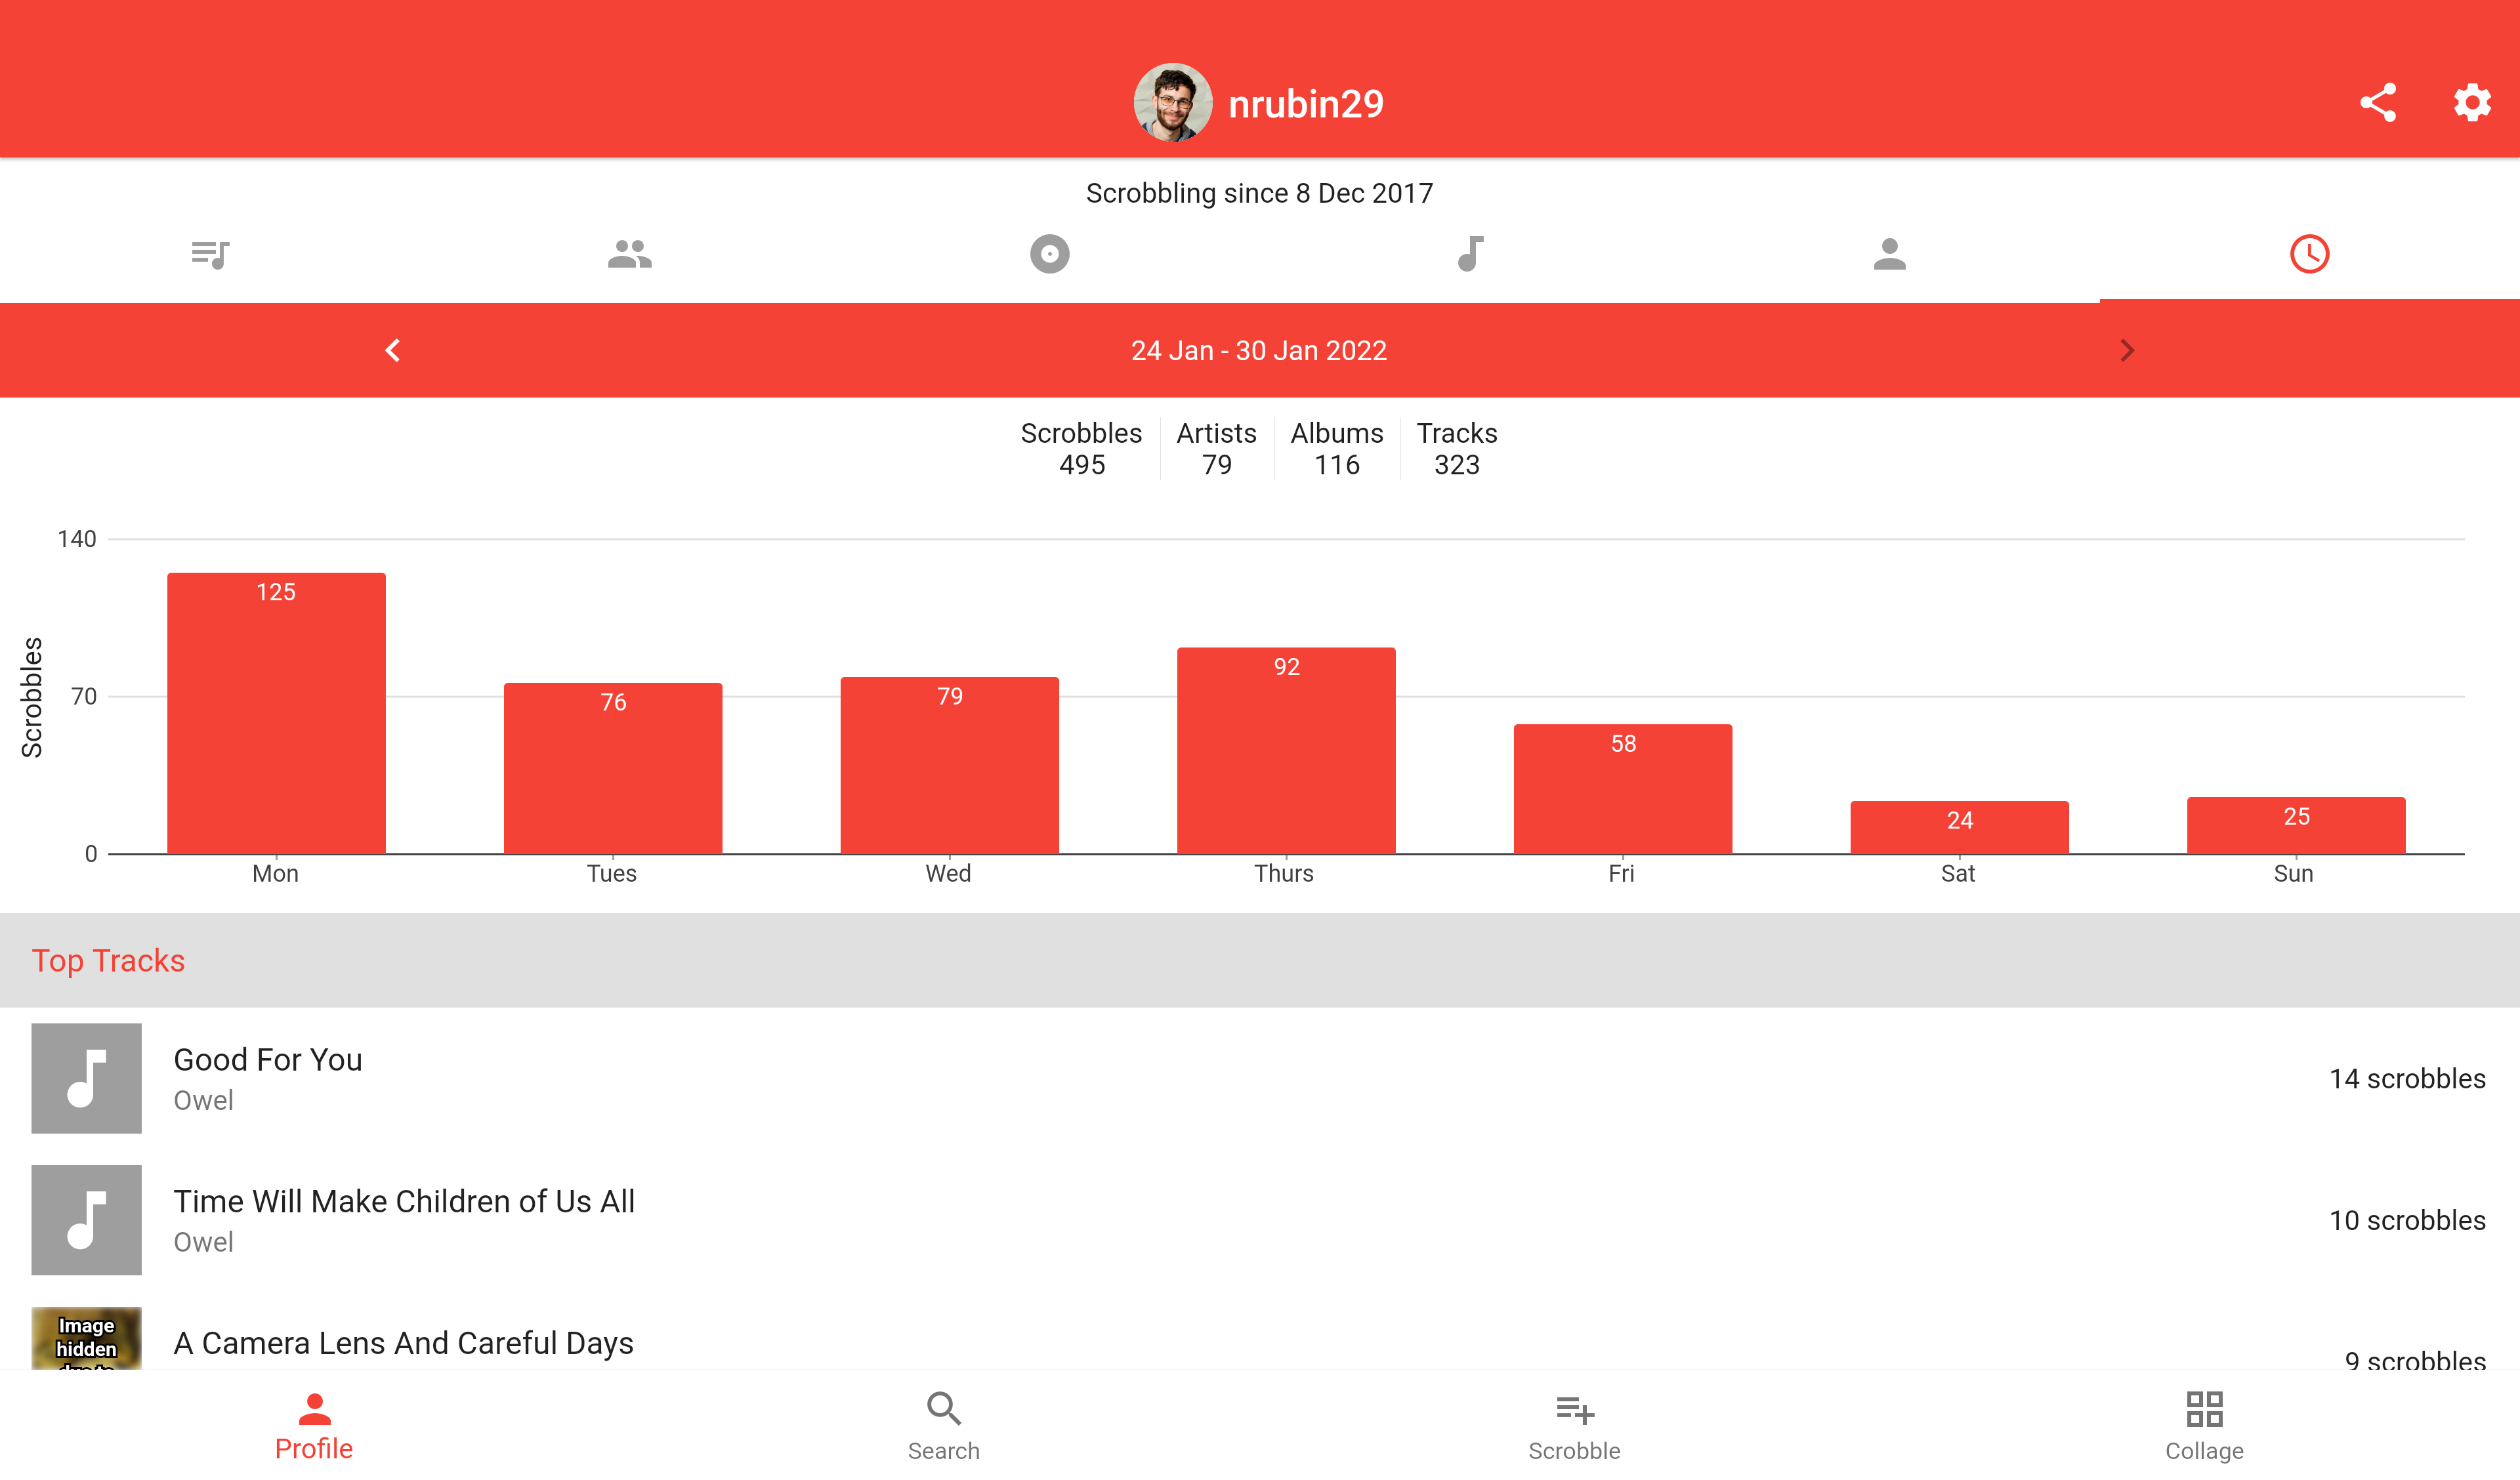 nrubin29
Scrobbling since 8 Dec 2017
24 Jan - 30 Jan 2022
Scrobbles Artists Albums Tracks
495 79 116 323
140
125
92
Scrobbles
70
76
79
58
24
25
0
Mon Tues Wed Thurs Fri Sat Sun
Top Tracks
Good For You
Owel
14 scrobbles
Time Will Make Children of Us All
Owel
10 scrobbles
Image
hidden
A Camera Lens And Careful Days
9 scrobbles
Profile Search Scrobble Collage